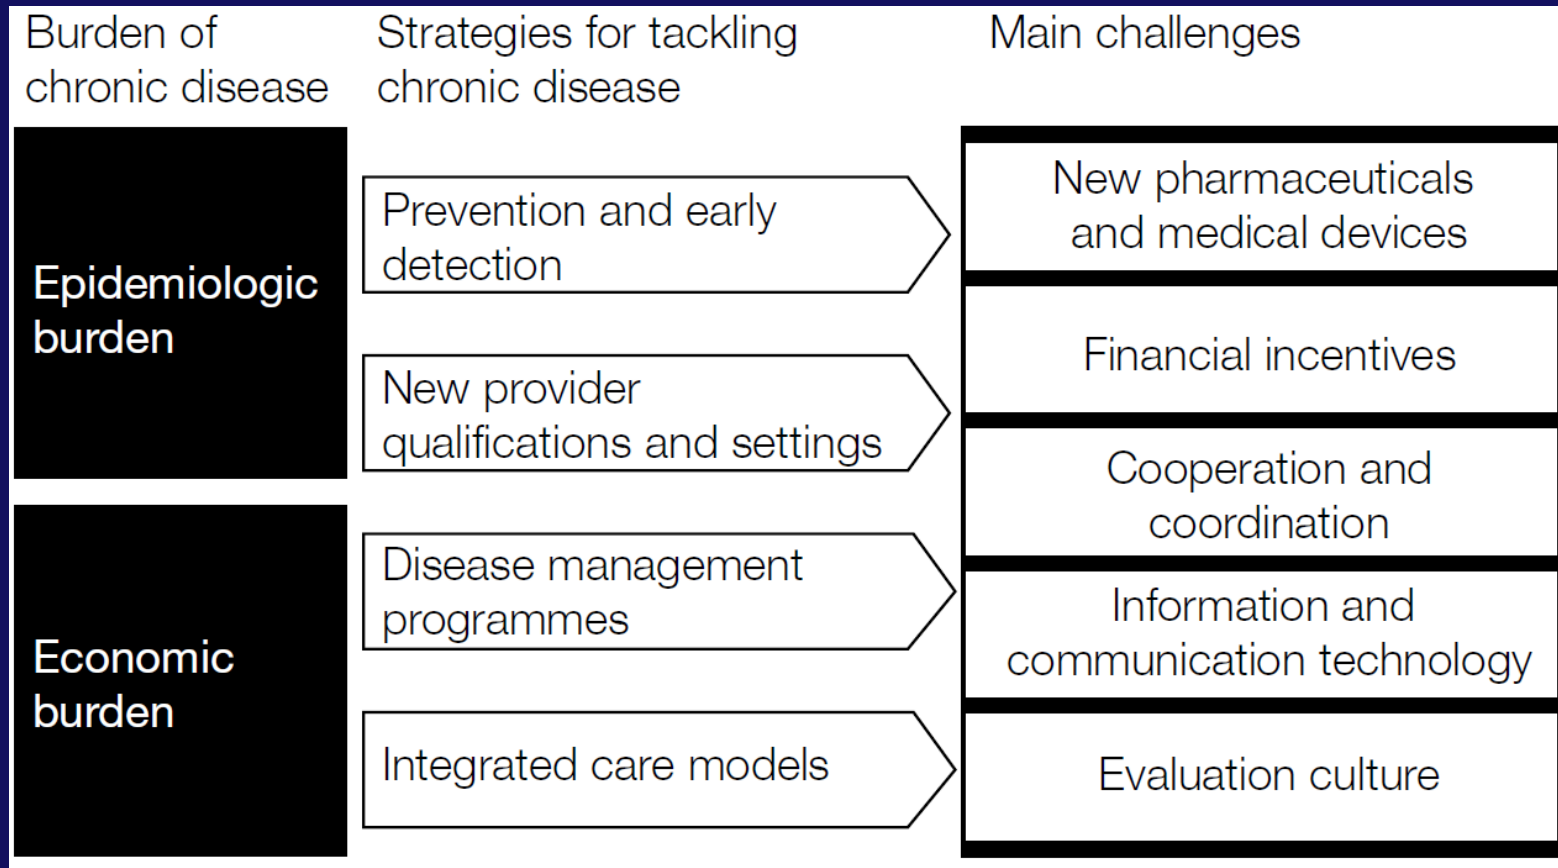 Burden of
chronic disease
Strategies for tackling
chronic disease
Main challenges
Epidemiologic
burden
Economic
burden
Prevention and early
detection
New provider
qualifications and settings
Disease management
programmes
Integrated care models
New pharmaceuticals
and medical devices
Financial incentives
Cooperation and
coordination
Information and
communication technology
Evaluation culture